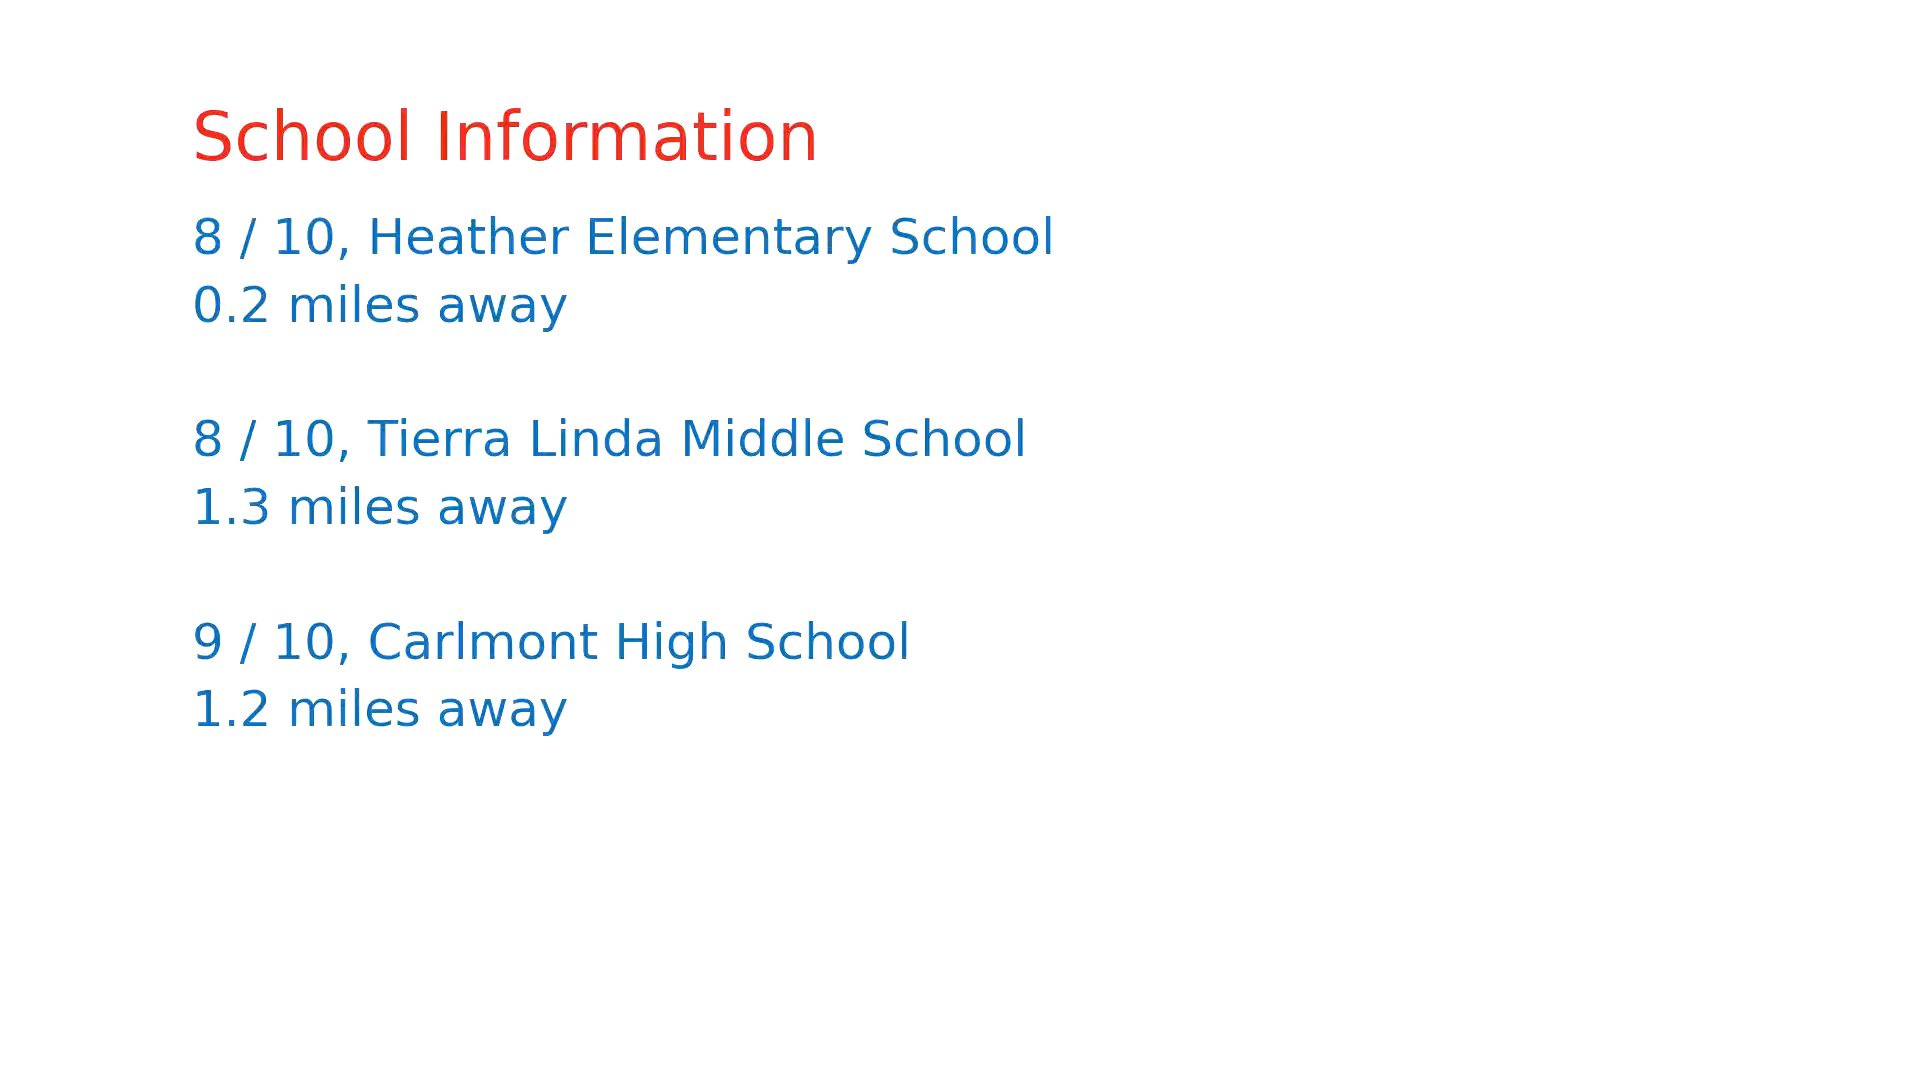 School Information
8 / 10, Heather Elementary School
0.2 miles away
8 / 10, Tierra Linda Middle School
1.3 miles away
9 / 10, Carlmont High School
1.2 miles away